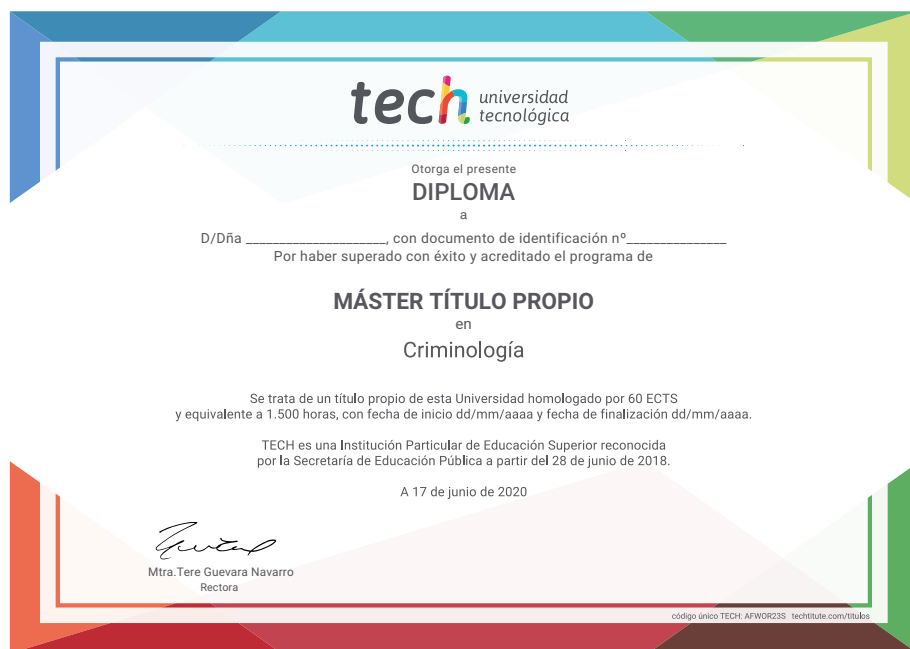 tech universidad
tecnológica
Otorga el presente
DIPLOMA
a
D/Dña _____________________, con documento de identificación nº_______________
Por haber superado con éxito y acreditado el programa de
MÁSTER TÍTULO PROPIO
en
Criminología
Se trata de un título propio de esta Universidad homologado por 60 ECTS
y equivalente a 1.500 horas, con fecha de inicio dd/mm/aaaa y fecha de finalización dd/mm/aaaa.
TECH es una Institución Particular de Educación Superior reconocida
por la Secretaría de Educación Pública a partir del 28 de junio de 2018.
A 17 de junio de 2020
Mtra.Tere Guevara Navarro
Rectora
código único TECH: AFWOR23S techtitute.com/titulos